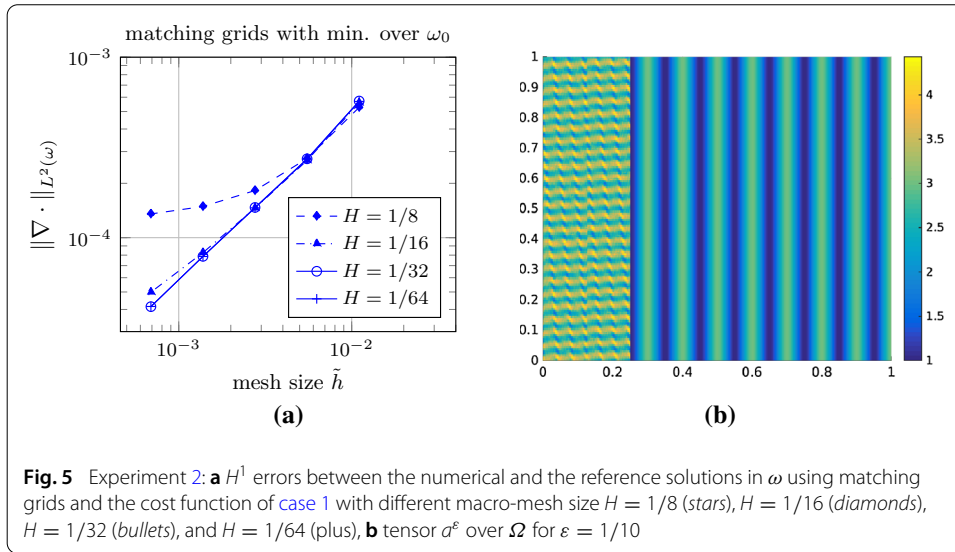 matching grids with min. over ω₀
10⁻³
10⁻⁴
‖∇ · ‖_{L²(ω)}
H = 1/8
H = 1/16
H = 1/32
H = 1/64
10⁻³ 10⁻²
mesh size h̃
(a)
1
0.9
0.8
0.7
0.6
0.5
0.4
0.3
0.2
0.1
0
0 0.2 0.4 0.6 0.8 1
4
3.5
3
2.5
2
1.5
1
(b)
Fig. 5 Experiment 2: a H¹ errors between the numerical and the reference solutions in ω using matching
grids and the cost function of case 1 with different macro-mesh size H = 1/8 (stars), H = 1/16 (diamonds),
H = 1/32 (bullets), and H = 1/64 (plus), b tensor aᵋ over Ω for ε = 1/10